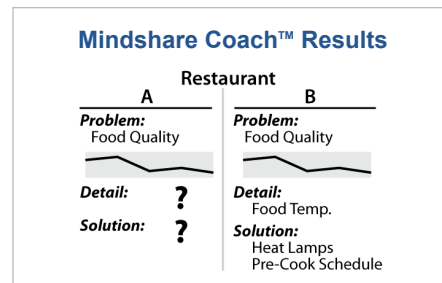 Mindshare Coach™ Results
Restaurant
A
Problem:
Food Quality
Detail: ?
Solution: ?
B
Problem:
Food Quality
Detail:
Food Temp.
Solution:
Heat Lamps
Pre-Cook Schedule